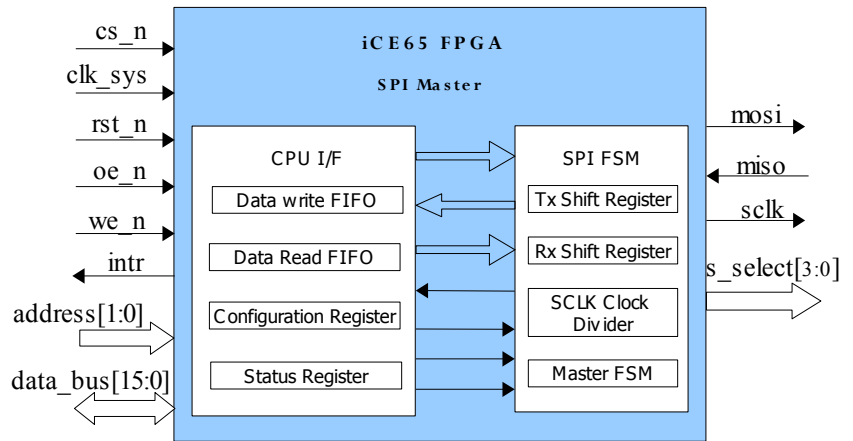 iCE65 FPGA
SPI Master
cs_n
clk_sys
rst_n
oe_n
we_n
intr
address[1:0]
data_bus[15:0]
CPU I/F
Data write FIFO
Data Read FIFO
Configuration Register
Status Register
SPI FSM
Tx Shift Register
Rx Shift Register
SCLK Clock
Divider
Master FSM
mosi
miso
sclk
s_select[3:0]